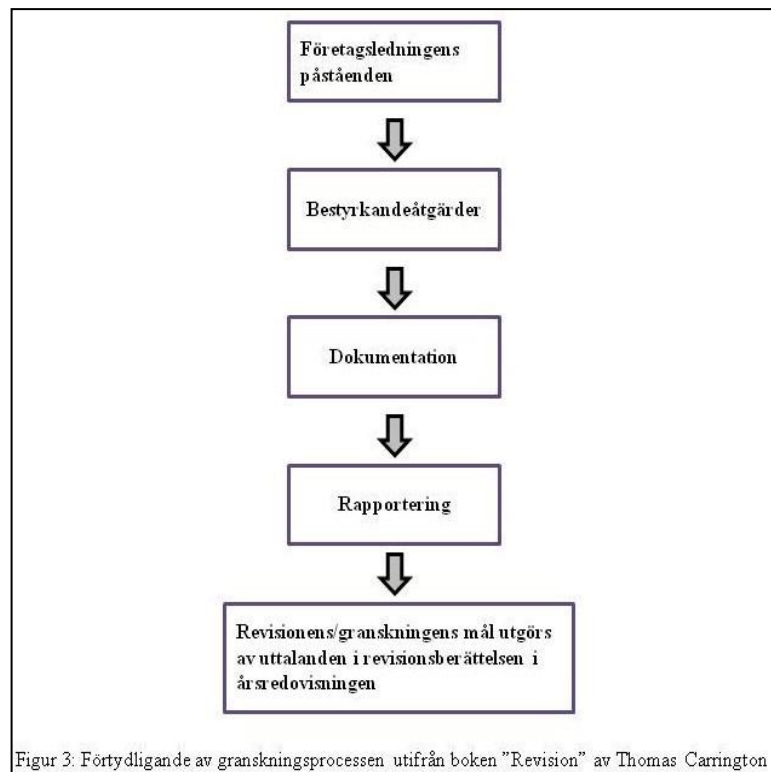 Företagsledningens
påståenden
Bestyrkandeåtgärder
Dokumentation
Rapportering
Revisionens/granskningens mål utgörs
av uttalanden i revisionsberättelsen i
årsredovisningen
Figur 3: Förtydligande av granskningsprocessen utifrån boken ”Revision” av Thomas Carrington